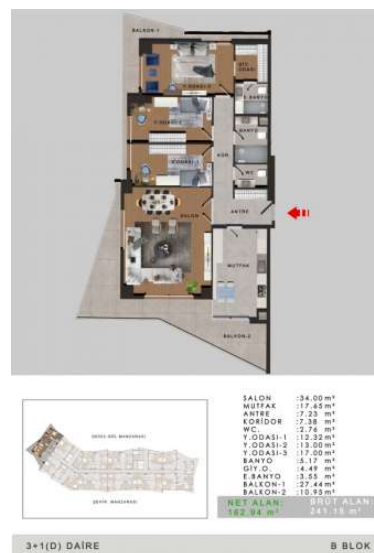 BALKON-1
Y.ODASI-3
GİY. ODASI
E.BANYO
Y.ODASI-2
BANYO
KOR.
WC
SALON
ANTRE
MUTFAK
BALKON-2
SALON :34.00 m²
MUTFAK :17.65 m²
ANTRE :7.23 m²
KORİDOR :7.38 m²
WC. :2.76 m²
Y.ODASI-1 :12.32 m²
Y.ODASI-2 :13.00 m²
Y.ODASI-3 :17.00 m²
BANYO :5.17 m²
GİY.O. :4.49 m²
E.BANYO :3.55 m²
BALKON-1 :27.44 m²
BALKON-2 :10.95 m²
NET ALAN: BRÜT ALAN:
162.94 m² 241.15 m²
MANZARASI
MANZARASI
3+1(D) DAİRE B BLOK